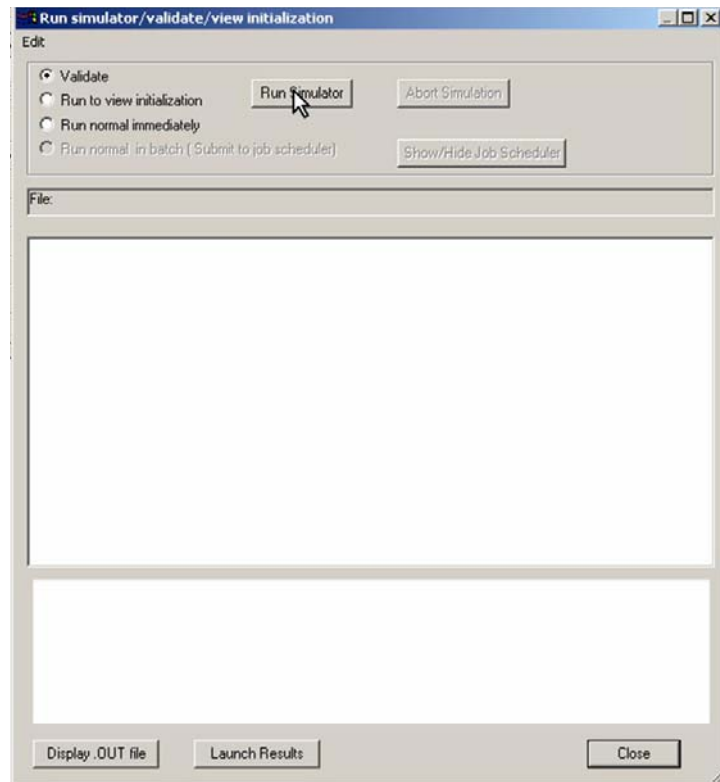 Run simulator/validate/view initialization
Edit
Validate
Run to view initialization
Run normal immediately
Run normal in batch ( Submit to job scheduler)
Run Simulator
Abort Simulation
Show/Hide Job Scheduler
File:
Display .OUT file
Launch Results
Close